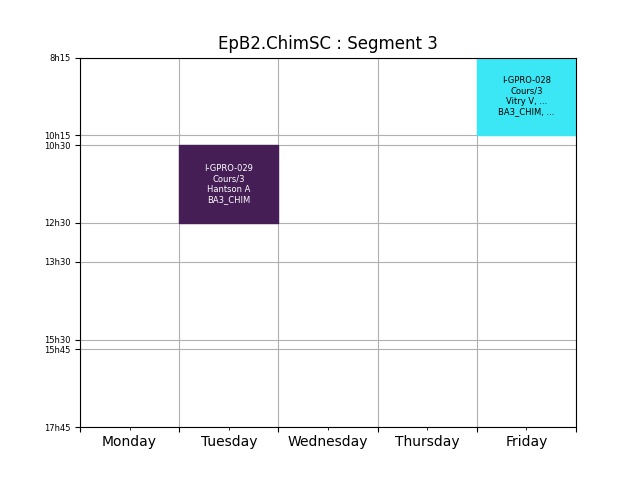 EpB2.ChimSC : Segment 3
8h15
I-GPRO-028
Cours/3
Vitry V, ...
BA3_CHIM, ...
10h15
10h30
I-GPRO-029
Cours/3
Hantson A
BA3_CHIM
12h30
13h30
15h30
15h45
17h45
Monday Tuesday Wednesday Thursday Friday